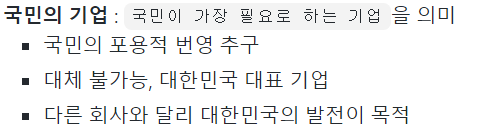 국민의 기업 : 국민이 가장 필요로 하는 기업을 의미
▪ 국민의 포용적 번영 추구
▪ 대체 불가능, 대한민국 대표 기업
▪ 다른 회사와 달리 대한민국의 발전이 목적